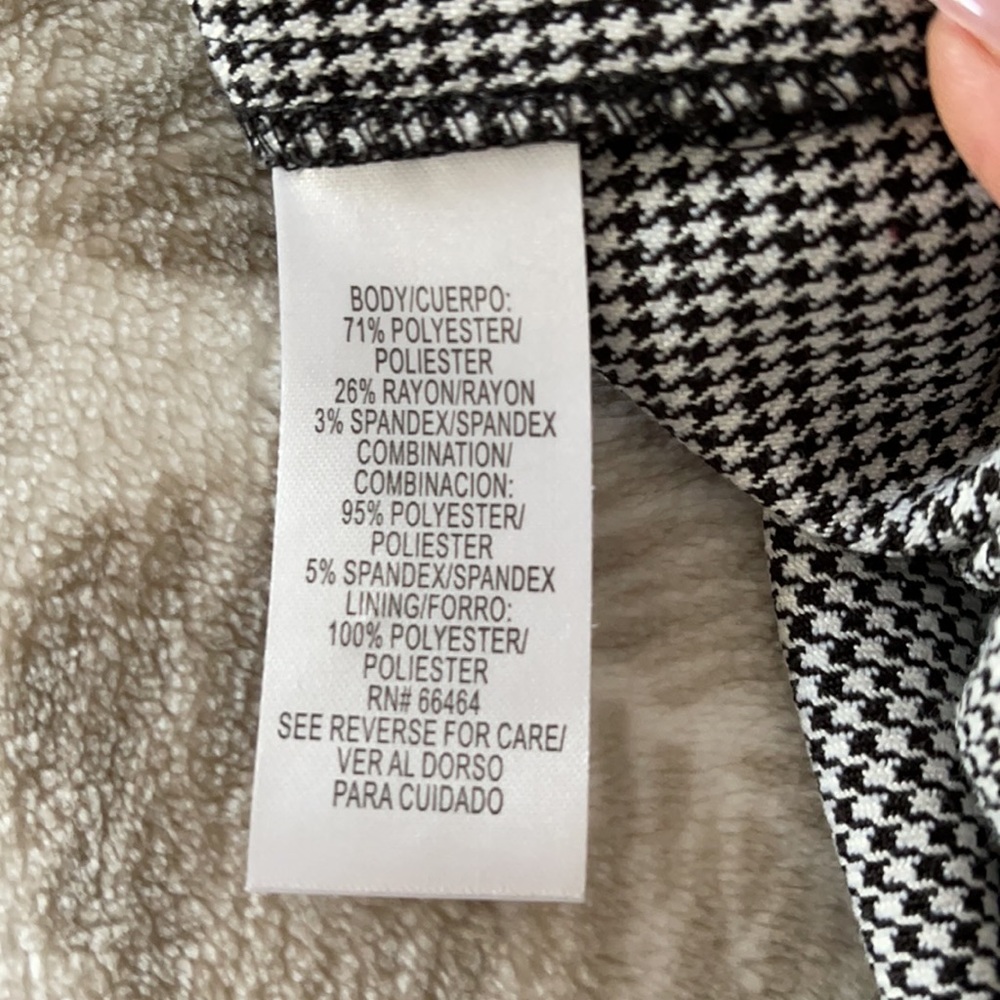 BODY/CUERPO:
71% POLYESTER/
POLIESTER
26% RAYON/RAYON
3% SPANDEX/SPANDEX
COMBINATION/
COMBINACION:
95% POLYESTER/
POLIESTER
5% SPANDEX/SPANDEX
LINING/FORRO:
100% POLYESTER/
POLIESTER
RN# 66464
SEE REVERSE FOR CARE/
VER AL DORSO
PARA CUIDADO